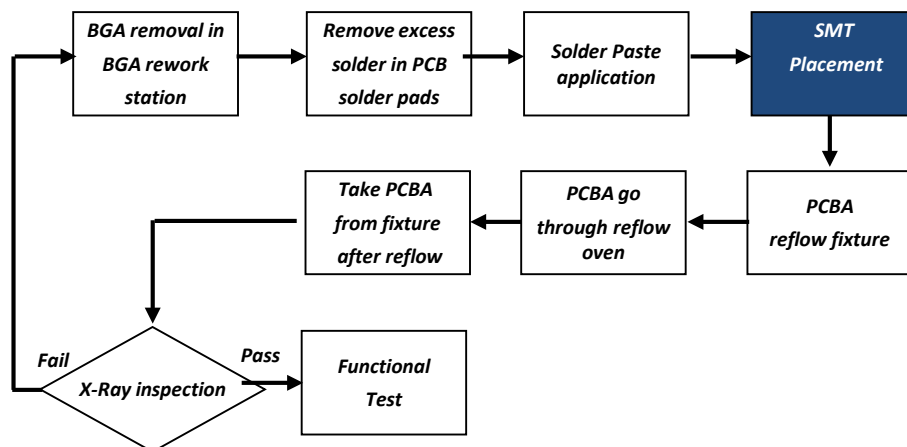 BGA removal in
BGA rework
station
Remove excess
solder in PCB
solder pads
Solder Paste
application
SMT
Placement
PCBA
reflow fixture
PCBA go
through reflow
oven
Take PCBA
from fixture
after reflow
X-Ray inspection
Fail
Pass
Functional
Test